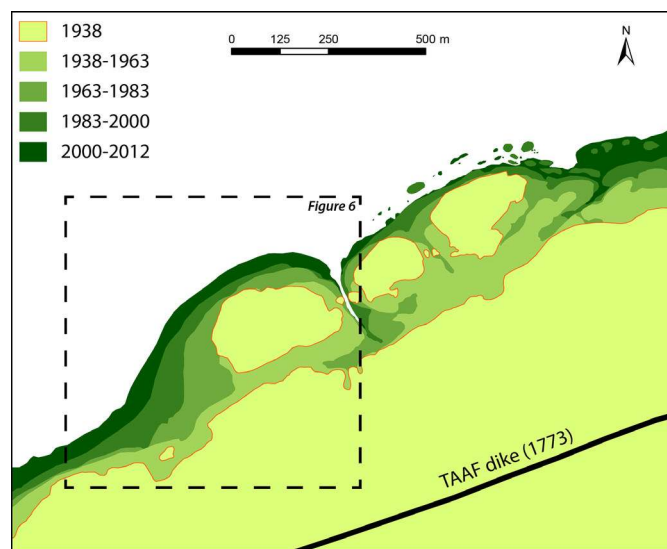 1938
1938-1963
1963-1983
1983-2000
2000-2012
0 125 250 500 m
N
Figure 6
TAAF dike (1773)